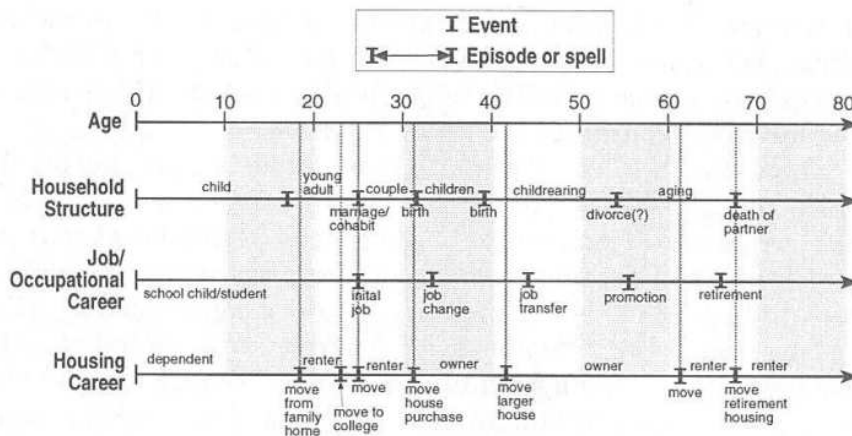 Event
Episode or spell
0 10 20 30 40 50 60 70 80
Age
Household
Structure
child
young
adult
couple
children
childrearing
aging
marriage/
cohabit
birth
birth
divorce(?)
death of
partner
Job/
Occupational
Career
school child/student
inital
job
job
change
job
transfer
promotion
retirement
Housing
Career
dependent
renter
renter
owner
owner
renter
renter
move
from
family
home
move to
college
move
move
house
purchase
move
larger
house
move
move
retirement
housing